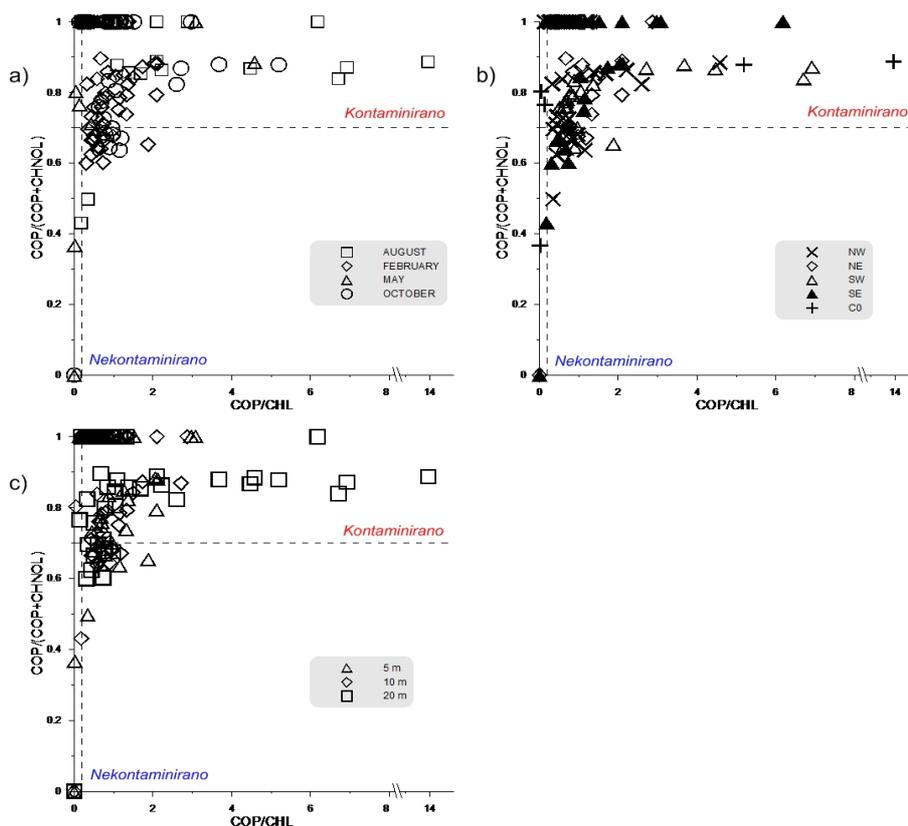 a)
COP/(COP+CHNOL)
1
0.8
0.6
0.4
0.2
0
Kontaminirano
AUGUST
FEBRUARY
MAY
OCTOBER
Nekontaminirano
0 2 4 6 8 14
COP/CHL
b)
COP/(COP+CHNOL)
1
0.8
0.6
0.4
0.2
0
Kontaminirano
NW
NE
SW
SE
C0
Nekontaminirano
0 2 4 6 8 14
COP/CHL
c)
COP/(COP+CHNOL)
1
0.8
0.6
0.4
0.2
0
Kontaminirano
5 m
10 m
20 m
Nekontaminirano
0 2 4 6 8 14
COP/CHL